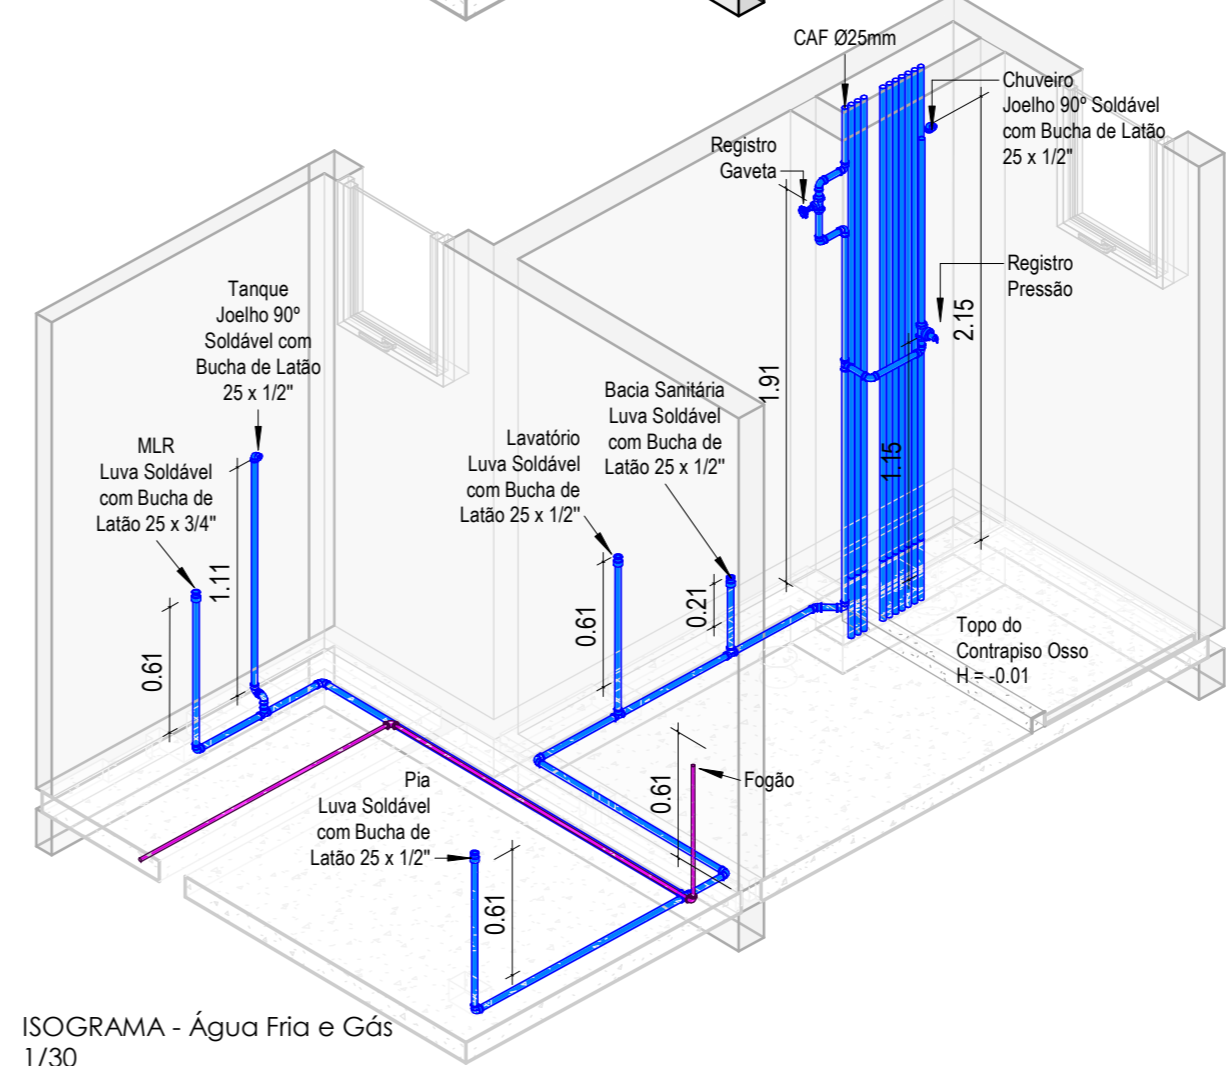 CAF Ø25mm
Chuveiro
Joelho 90º Soldável
com Bucha de Latão
25 x 1/2"
Registro
Gaveta
Registro
Pressão
2.15
1.91
1.15
Tanque
Joelho 90º
Soldável com
Bucha de Latão
25 x 1/2"
Bacia Sanitária
Luva Soldável
com Bucha de
Latão 25 x 1/2"
Lavatório
Luva Soldável
com Bucha de
Latão 25 x 1/2"
MLR
Luva Soldável
com Bucha de
Latão 25 x 3/4"
1.11
0.61
0.61
0.21
Topo do
Contrapiso Osso
H = -0.01
Fogão
0.61
Pia
Luva Soldável
com Bucha de
Latão 25 x 1/2"
0.61
ISOGRAMA - Água Fria e Gás
1/30